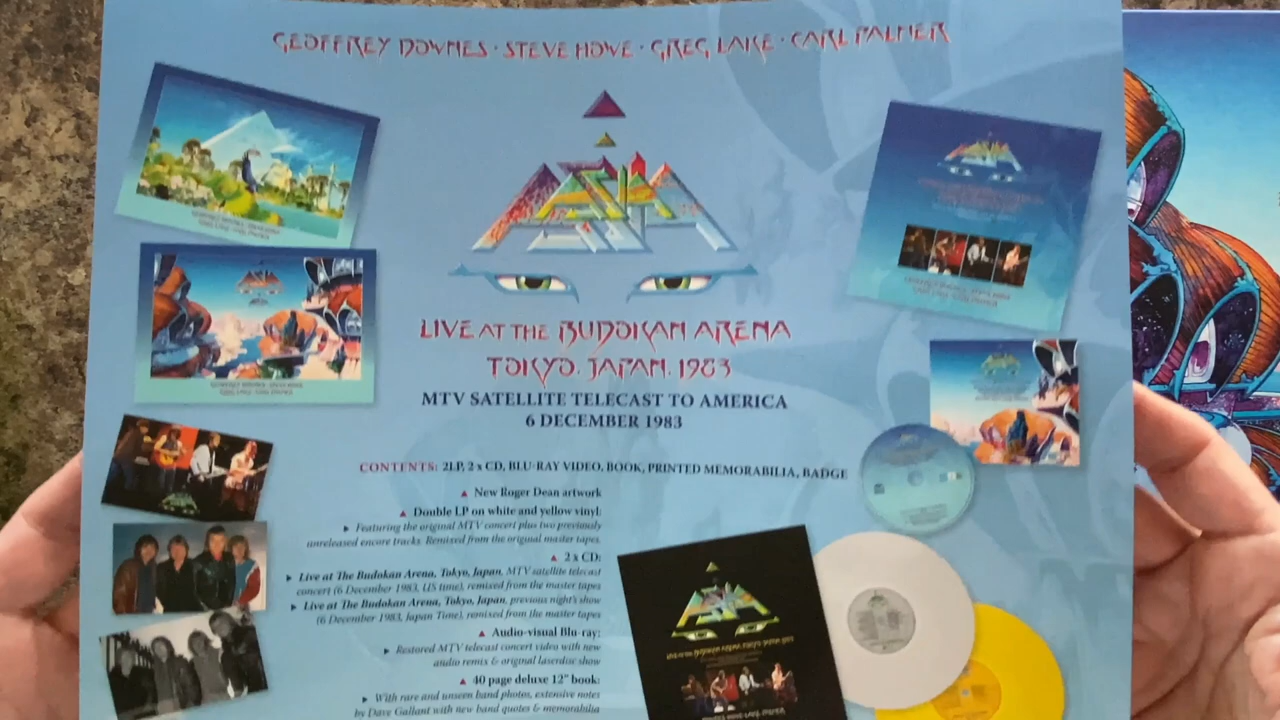 GEOFFREY DOWNES · STEVE HOWE · GREG LAKE · CARL PALMER
ASIA
LIVE AT THE BUDOKAN ARENA
TOKYO, JAPAN, 1983
MTV SATELLITE TELECAST TO AMERICA
6 DECEMBER 1983
CONTENTS: 2LP, 2 x CD, BLU-RAY VIDEO, BOOK, PRINTED MEMORABILIA, BADGE
▲ New Roger Dean artwork
▲ Double LP on white and yellow vinyl:
► Featuring the original MTV concert plus two previously
unreleased encore tracks. Remixed from the original master tapes.
▲ 2 x CD:
► Live at The Budokan Arena, Tokyo, Japan, MTV satellite telecast
concert (6 December 1983, US time), remixed from the master tapes
► Live at The Budokan Arena, Tokyo, Japan, previous night's show
(6 December 1983, Japan Time), remixed from the master tapes
▲ Audio-visual Blu-ray:
► Restored MTV telecast concert video with new
audio remix & original laserdisc show
▲ 40 page deluxe 12" book:
► With rare and unseen band photos, extensive notes
by Dave Gallant with new band quotes & memorabilia